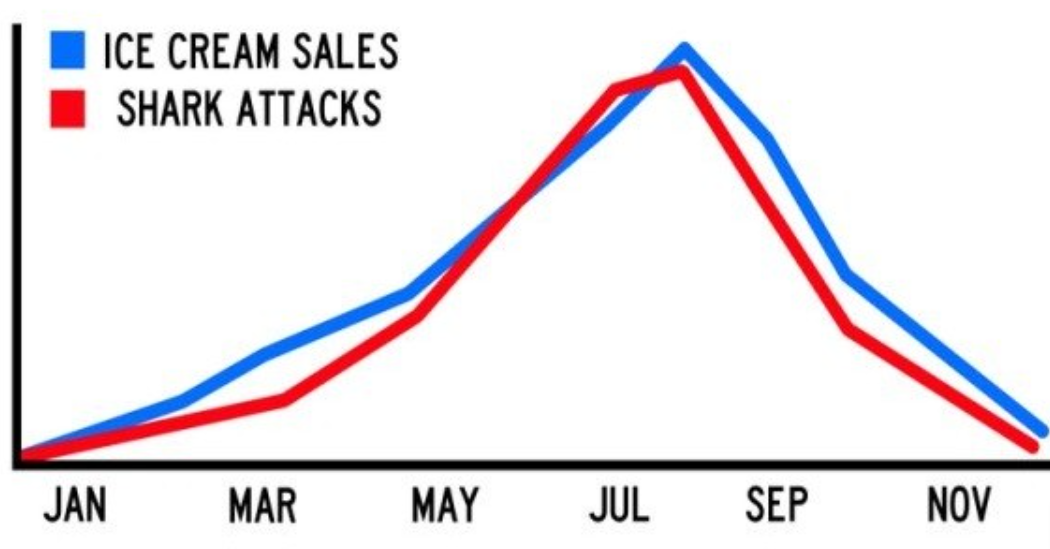 ICE CREAM SALES
SHARK ATTACKS
JAN MAR MAY JUL SEP NOV